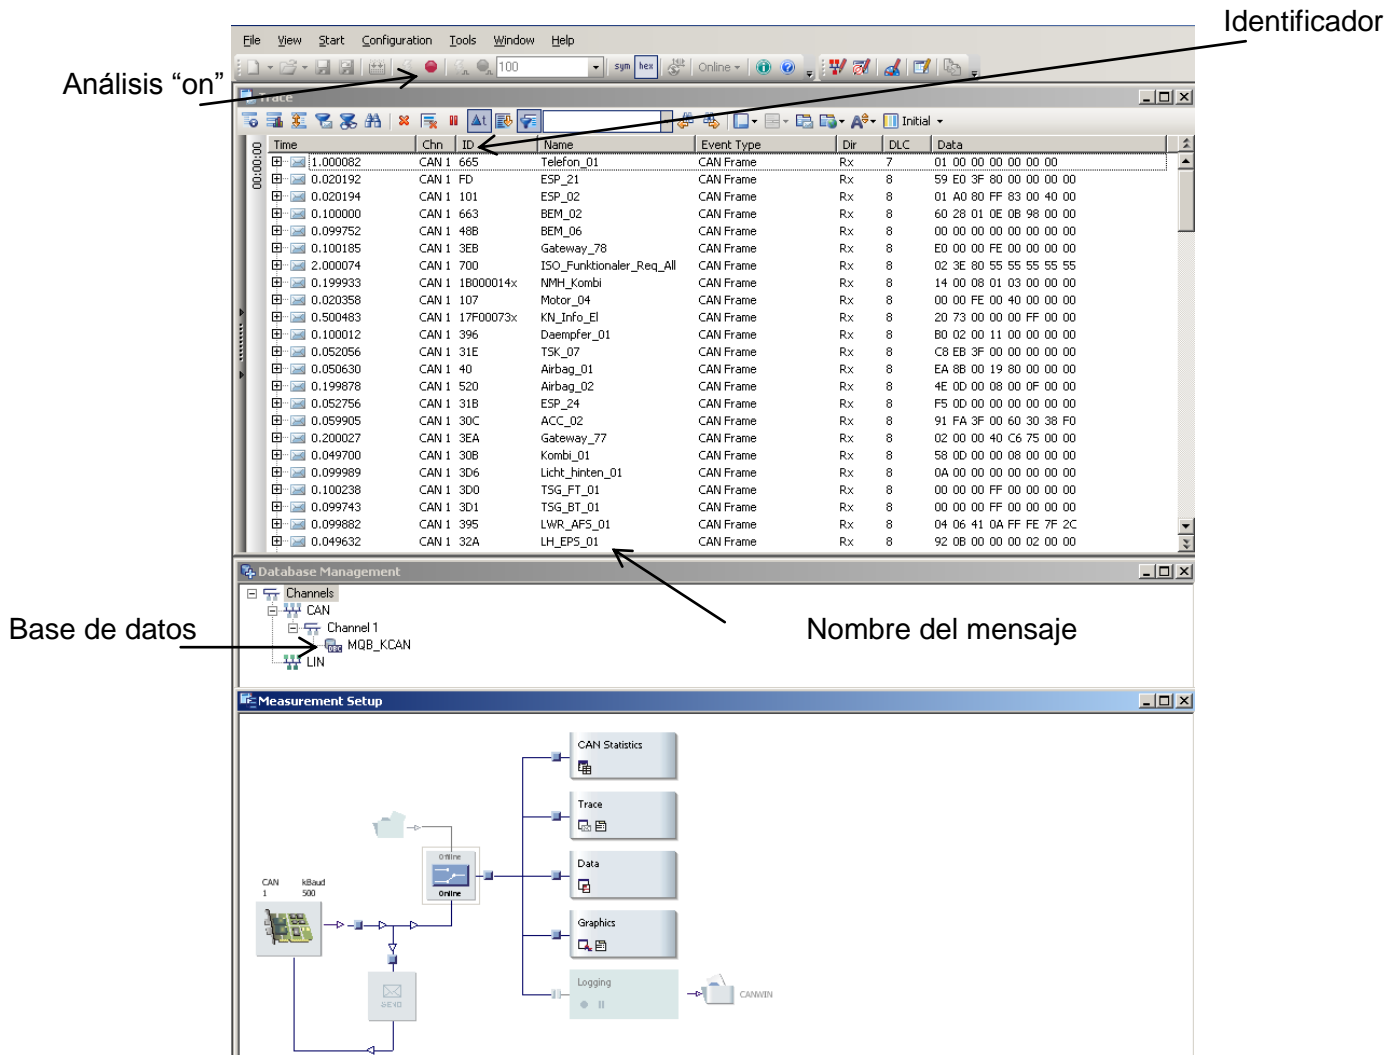 Identificador
File View Start Configuration Tools Window Help
100 sym hex Online
Análisis “on”
Trace
Δt Initial
Time Chn ID Name Event Type Dir DLC Data
00:00:00
1.000082 CAN 1 665 Telefon_01 CAN Frame Rx 7 01 00 00 00 00 00 00
0.020192 CAN 1 FD ESP_21 CAN Frame Rx 8 59 E0 3F 80 00 00 00 00
0.020194 CAN 1 101 ESP_02 CAN Frame Rx 8 01 A0 80 FF 83 00 40 00
0.100000 CAN 1 663 BEM_02 CAN Frame Rx 8 60 28 01 0E 0B 98 00 00
0.099752 CAN 1 48B BEM_06 CAN Frame Rx 8 00 00 00 00 00 00 00 00
0.100185 CAN 1 3EB Gateway_78 CAN Frame Rx 8 E0 00 00 FE 00 00 00 00
2.000074 CAN 1 700 ISO_Funktionaler_Req_All CAN Frame Rx 8 02 3E 80 55 55 55 55 55
0.199933 CAN 1 1B000014x NMH_Kombi CAN Frame Rx 8 14 00 08 01 03 00 00 00
0.020358 CAN 1 107 Motor_04 CAN Frame Rx 8 00 00 FE 00 40 00 00 00
0.500483 CAN 1 17F00073x KN_Info_El CAN Frame Rx 8 20 73 00 00 00 FF 00 00
0.100012 CAN 1 396 Daempfer_01 CAN Frame Rx 8 B0 02 00 11 00 00 00 00
0.052056 CAN 1 31E TSK_07 CAN Frame Rx 8 C8 EB 3F 00 00 00 00 00
0.050630 CAN 1 40 Airbag_01 CAN Frame Rx 8 EA 8B 00 19 80 00 00 00
0.199878 CAN 1 520 Airbag_02 CAN Frame Rx 8 4E 0D 00 08 00 0F 00 00
0.052756 CAN 1 31B ESP_24 CAN Frame Rx 8 F5 0D 00 00 00 00 00 00
0.059905 CAN 1 30C ACC_02 CAN Frame Rx 8 91 FA 3F 00 60 30 38 F0
0.200027 CAN 1 3EA Gateway_77 CAN Frame Rx 8 02 00 00 40 C6 75 00 00
0.049700 CAN 1 30B Kombi_01 CAN Frame Rx 8 58 0D 00 00 08 00 00 00
0.099989 CAN 1 3D6 Licht_hinten_01 CAN Frame Rx 8 0A 00 00 00 00 00 00 00
0.100238 CAN 1 3D0 TSG_FT_01 CAN Frame Rx 8 00 00 00 FF 00 00 00 00
0.099743 CAN 1 3D1 TSG_BT_01 CAN Frame Rx 8 00 00 00 FF 00 00 00 00
0.099882 CAN 1 395 LWR_AFS_01 CAN Frame Rx 8 04 06 41 0A FF FE 7F 2C
0.049632 CAN 1 32A LH_EPS_01 CAN Frame Rx 8 92 0B 00 00 00 02 00 00
Database Management
Channels
CAN
Channel 1
MQB_KCAN
LIN
Base de datos
Nombre del mensaje
Measurement Setup
CAN Statistics
Trace
Offline
Online
Data
CAN kBaud
1 500
Graphics
SEND
Logging
CANWIN